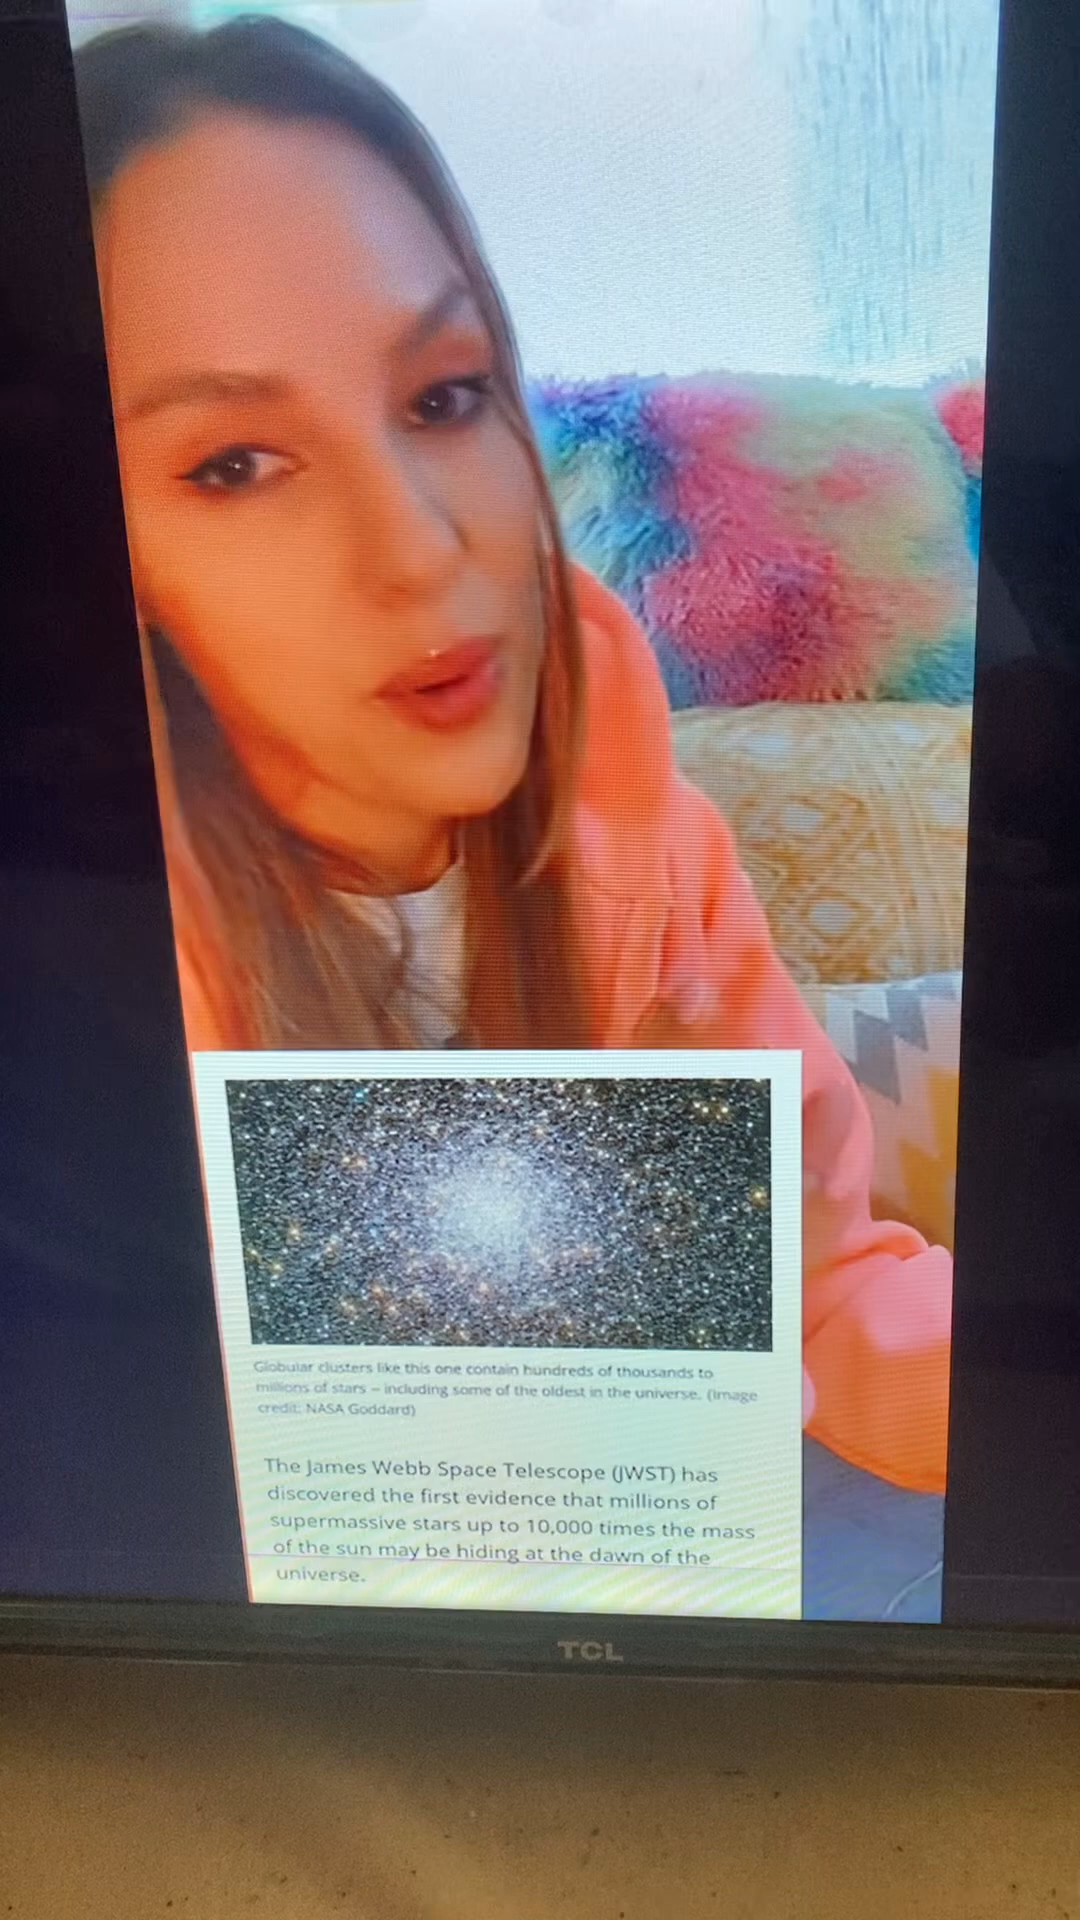 Globular clusters like this one contain hundreds of thousands to
millions of stars – including some of the oldest in the universe. (Image
credit: NASA Goddard)
The James Webb Space Telescope (JWST) has
discovered the first evidence that millions of
supermassive stars up to 10,000 times the mass
of the sun may be hiding at the dawn of the
universe.
TCL